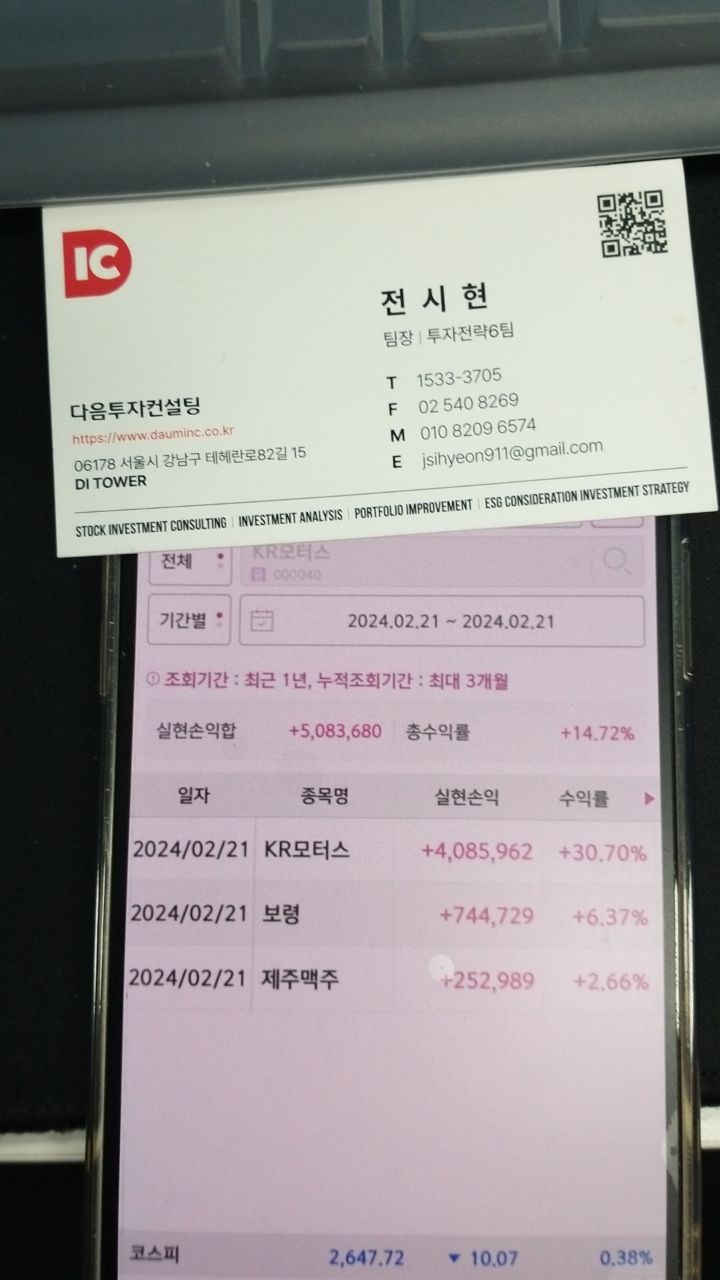 IC
전시현
팀장 | 투자전략6팀
T 1533-3705
F 02 540 8269
M 010 8209 6574
E jsihyeon911@gmail.com
다음투자컨설팅
https://www.dauminc.co.kr
06178 서울시 강남구 테헤란로82길 15
DI TOWER
STOCK INVESTMENT CONSULTING | INVESTMENT ANALYSIS | PORTFOLIO IMPROVEMENT | ESG CONSIDERATION INVESTMENT STRATEGY
전체 KR모터스
000040
기간별 2024.02.21 ~ 2024.02.21
조회기간 : 최근 1년, 누적조회기간 : 최대 3개월
실현손익합 +5,083,680 총수익률 +14.72%
일자 종목명 실현손익 수익률
2024/02/21 KR모터스 +4,085,962 +30.70%
2024/02/21 보령 +744,729 +6.37%
2024/02/21 제주맥주 +252,989 +2.66%
코스피 2,647.72 ▼ 10.07 0.38%